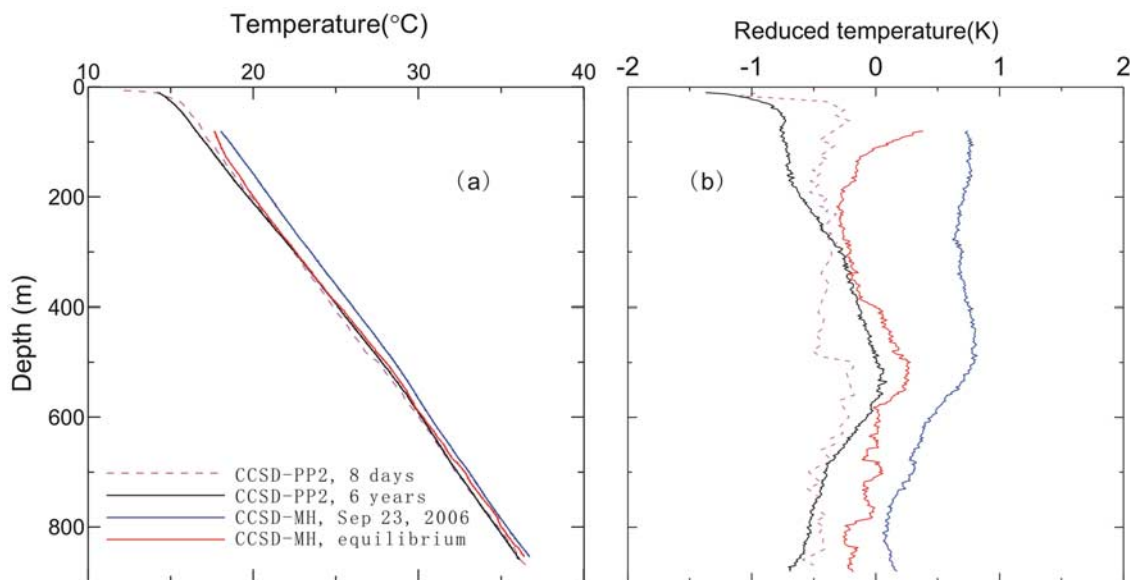 Temperature(°C)
10 20 30 40
Reduced temperature(K)
-2 -1 0 1 2
Depth (m)
0
200
400
600
800
(a)
(b)
CCSD-PP2, 8 days
CCSD-PP2, 6 years
CCSD-MH, Sep 23, 2006
CCSD-MH, equilibrium